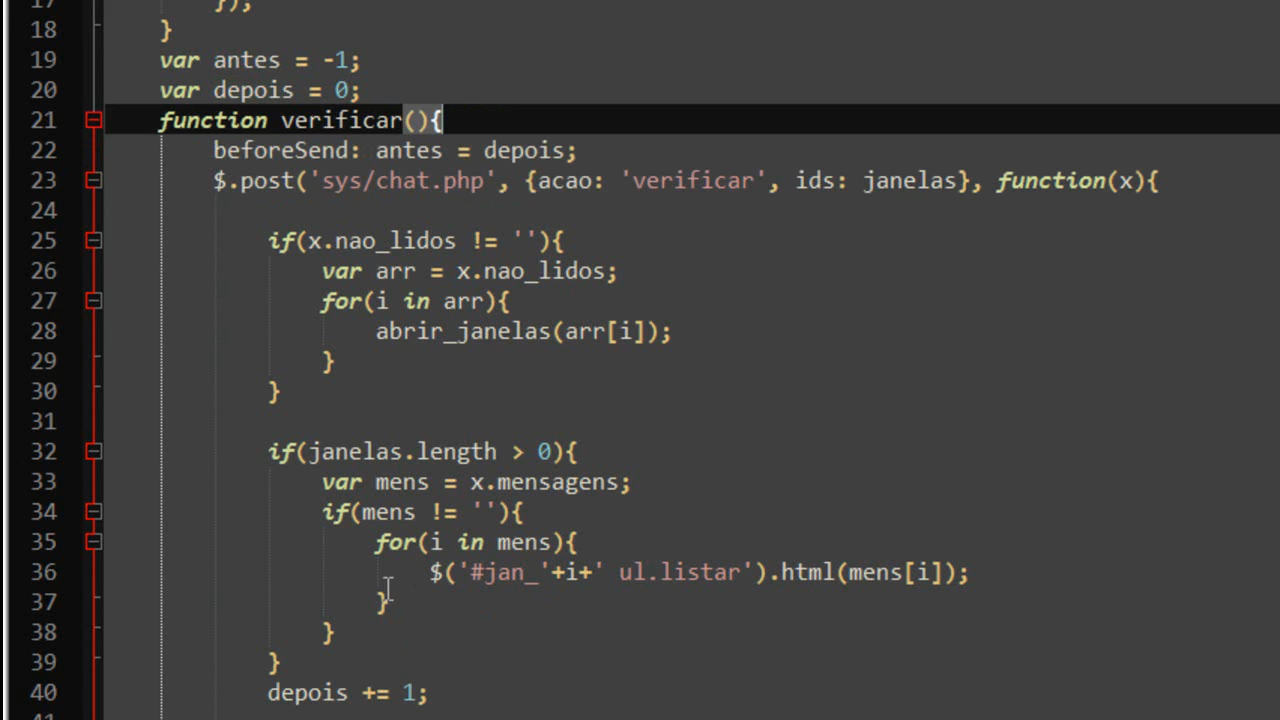 17 });
18 }
19 var antes = -1;
20 var depois = 0;
21 function verificar(){
22 beforeSend: antes = depois;
23 $.post('sys/chat.php', {acao: 'verificar', ids: janelas}, function(x){
24
25 if(x.nao_lidos != ''){
26 var arr = x.nao_lidos;
27 for(i in arr){
28 abrir_janelas(arr[i]);
29 }
30 }
31
32 if(janelas.length > 0){
33 var mens = x.mensagens;
34 if(mens != ''){
35 for(i in mens){
36 $('#jan_'+i+' ul.listar').html(mens[i]);
37 }
38 }
39 }
40 depois += 1;
41